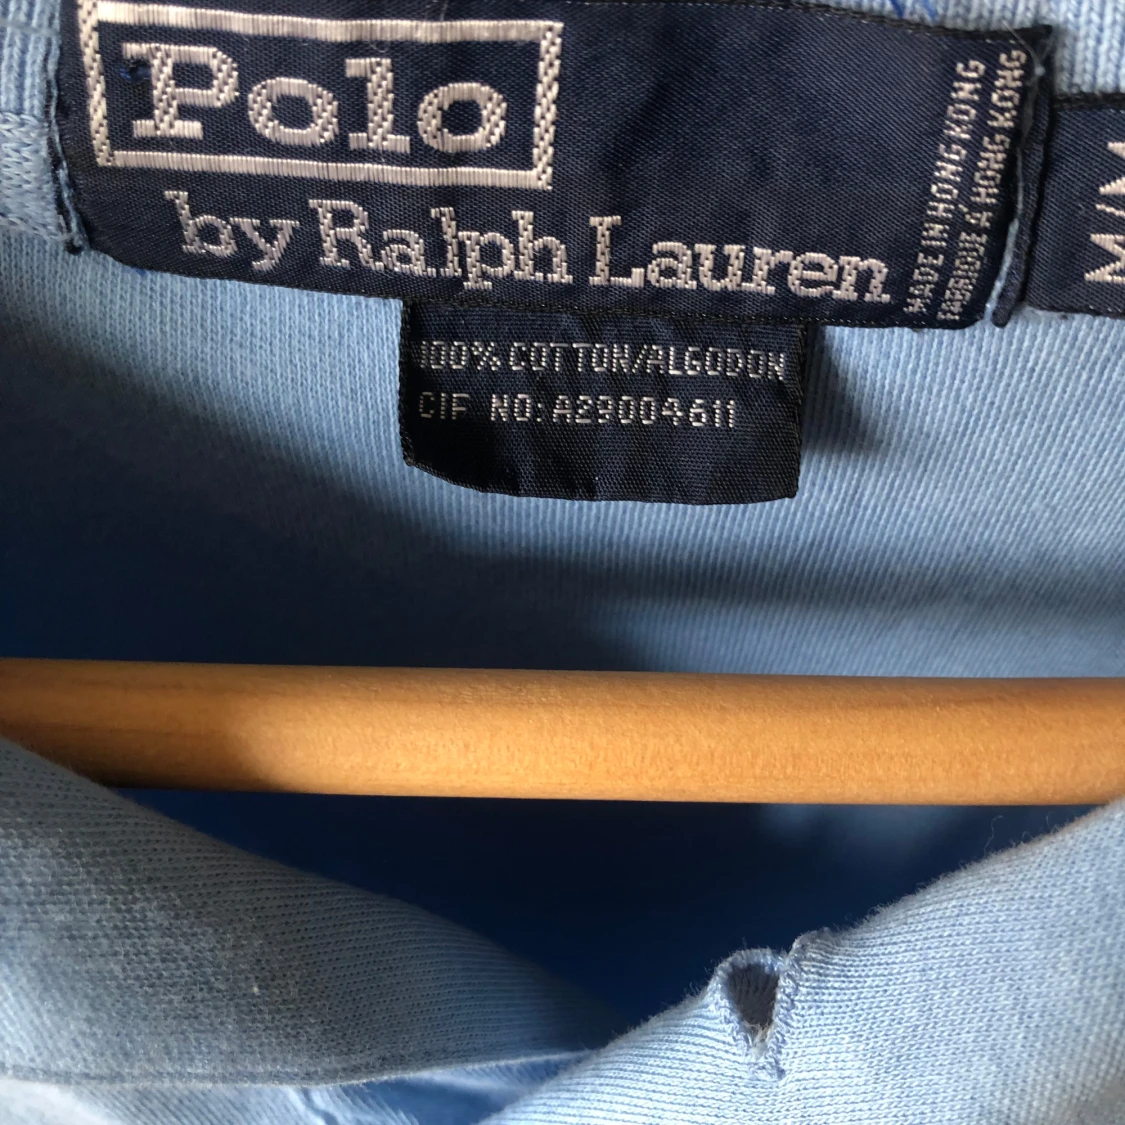 Polo
by Ralph Lauren
MADE IN HONG KONG
FABRIQUE A HONG KONG
M/M
100% COTTON/ALGODON
CIF NO: A29004611